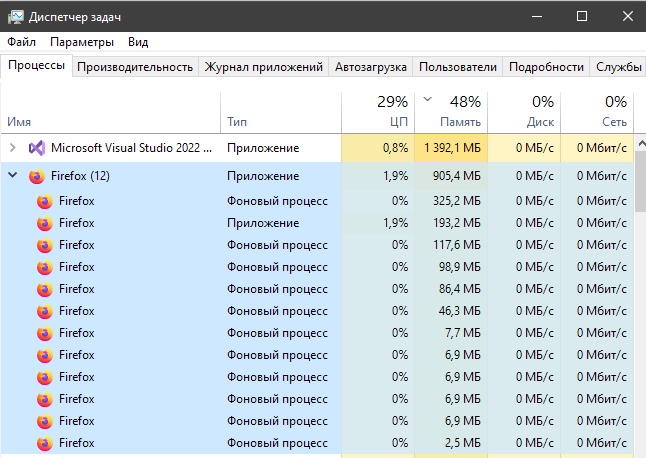 Диспетчер задач
Файл Параметры Вид
Процессы Производительность Журнал приложений Автозагрузка Пользователи Подробности Службы
29% 48% 0% 0%
Имя Тип ЦП Память Диск Сеть
Microsoft Visual Studio 2022 ... Приложение 0,8% 1 392,1 МБ 0 МБ/с 0 Мбит/с
Firefox (12) Приложение 1,9% 905,4 МБ 0 МБ/с 0 Мбит/с
Firefox Фоновый процесс 0% 325,2 МБ 0 МБ/с 0 Мбит/с
Firefox Приложение 1,9% 193,2 МБ 0 МБ/с 0 Мбит/с
Firefox Фоновый процесс 0% 117,6 МБ 0 МБ/с 0 Мбит/с
Firefox Фоновый процесс 0% 98,9 МБ 0 МБ/с 0 Мбит/с
Firefox Фоновый процесс 0% 86,4 МБ 0 МБ/с 0 Мбит/с
Firefox Фоновый процесс 0% 46,3 МБ 0 МБ/с 0 Мбит/с
Firefox Фоновый процесс 0% 7,7 МБ 0 МБ/с 0 Мбит/с
Firefox Фоновый процесс 0% 6,9 МБ 0 МБ/с 0 Мбит/с
Firefox Фоновый процесс 0% 6,9 МБ 0 МБ/с 0 Мбит/с
Firefox Фоновый процесс 0% 6,9 МБ 0 МБ/с 0 Мбит/с
Firefox Фоновый процесс 0% 6,9 МБ 0 МБ/с 0 Мбит/с
Firefox Фоновый процесс 0% 2,5 МБ 0 МБ/с 0 Мбит/с